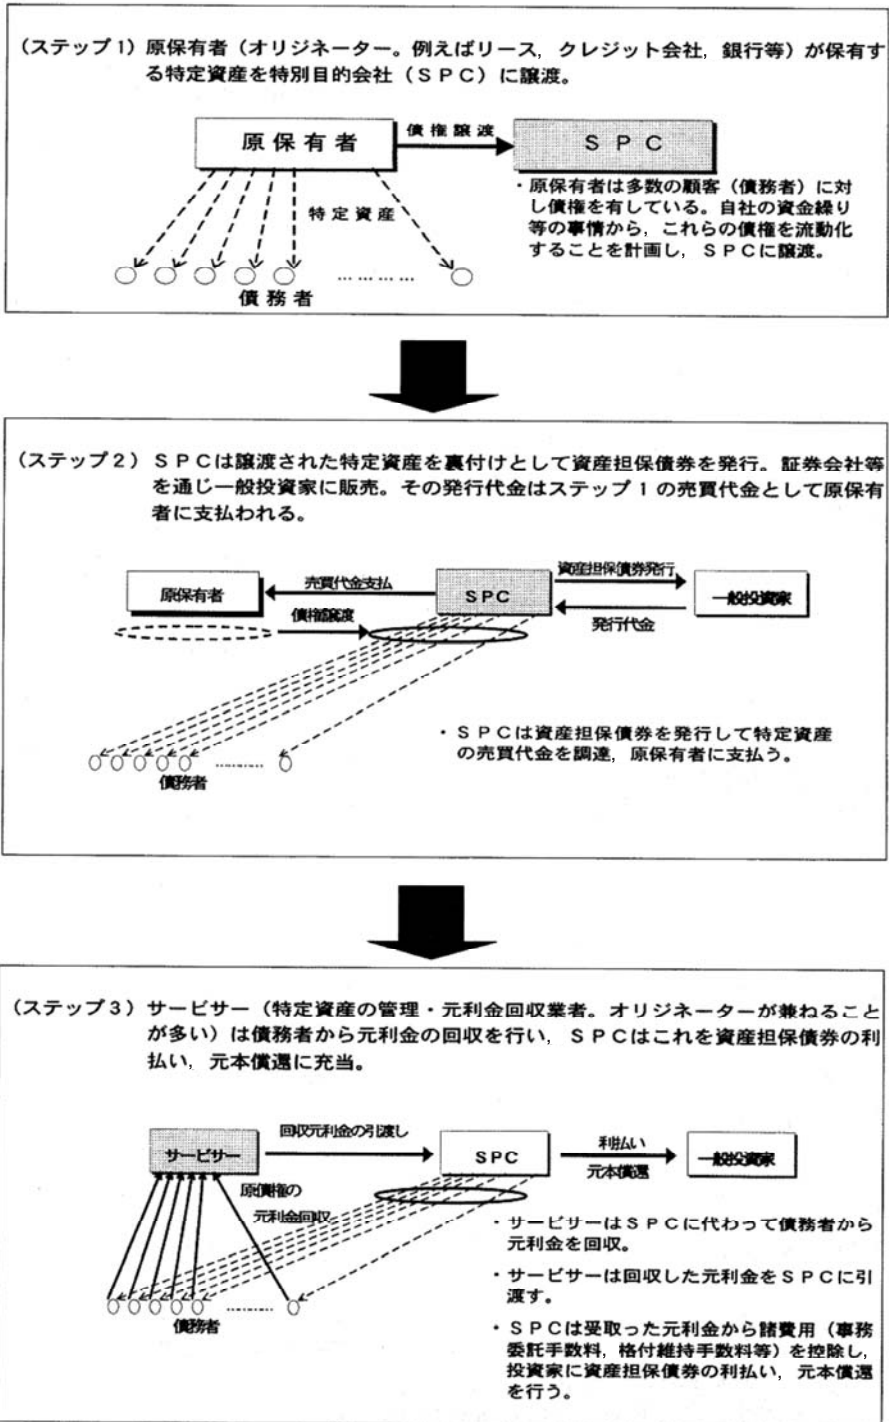 (ステップ1) 原保有者(オリジネーター。例えばリース,クレジット会社,銀行等)が保有す
る特定資産を特別目的会社(SPC)に譲渡。
原保有者
債権譲渡
SPC
特定資産
・原保有者は多数の顧客(債務者)に対
し債権を有している。自社の資金繰り
等の事情から,これらの債権を流動化
することを計画し,SPCに譲渡。
…………
債務者
(ステップ2) SPCは譲渡された特定資産を裏付けとして資産担保債券を発行。証券会社等
を通じ一般投資家に販売。その発行代金はステップ1の売買代金として原保有
者に支払われる。
原保有者
売買代金支払
SPC
資産担保債券発行
一般投資家
債権譲渡
発行代金
・SPCは資産担保債券を発行して特定資産
の売買代金を調達,原保有者に支払う。
…………
債務者
(ステップ3) サービサー(特定資産の管理・元利金回収業者。オリジネーターが兼ねること
が多い)は債務者から元利金の回収を行い,SPCはこれを資産担保債券の利
払い,元本償還に充当。
サービサー
回収元利金の引渡し
SPC
利払い
元本償還
一般投資家
原債権の
元利金回収
・サービサーはSPCに代わって債務者から
元利金を回収。
・サービサーは回収した元利金をSPCに引
渡す。
…………
債務者
・SPCは受取った元利金から諸費用(事務
委託手数料,格付維持手数料等)を控除し,
投資家に資産担保債券の利払い,元本償還
を行う。